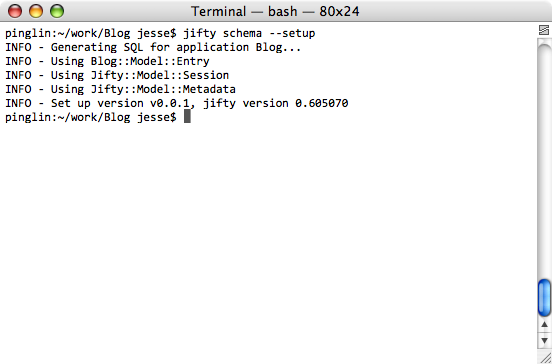 Terminal — bash — 80x24
pinglin:~/work/Blog jesse$ jifty schema --setup
INFO - Generating SQL for application Blog...
INFO - Using Blog::Model::Entry
INFO - Using Jifty::Model::Session
INFO - Using Jifty::Model::Metadata
INFO - Set up version v0.0.1, jifty version 0.605070
pinglin:~/work/Blog jesse$